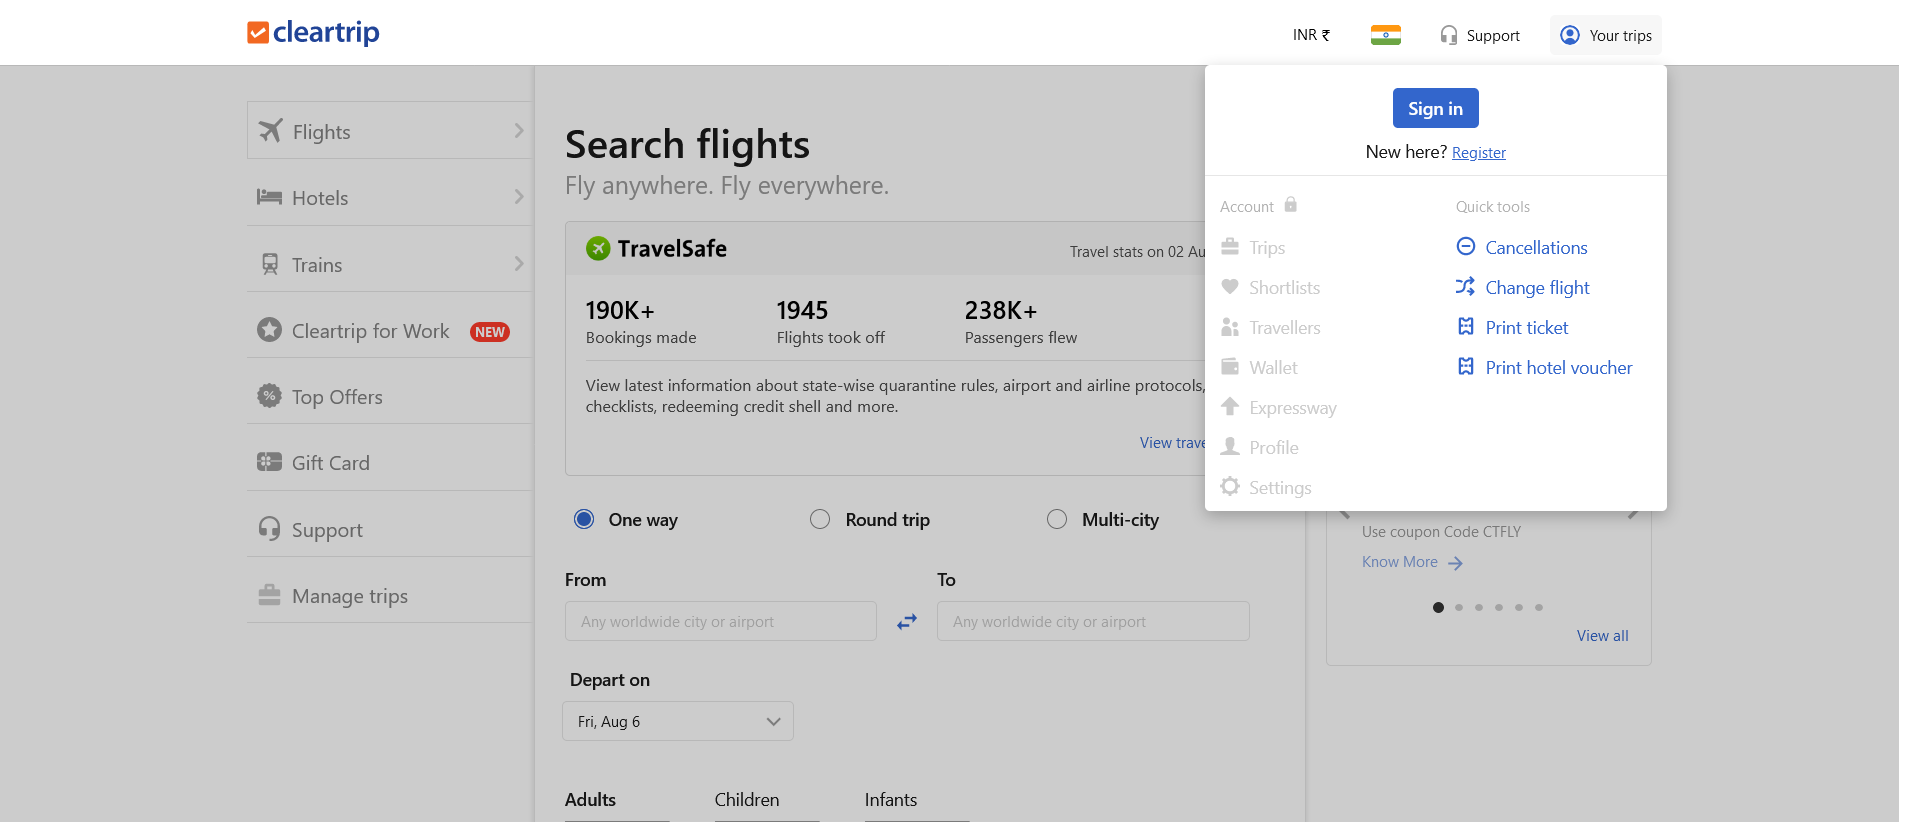 cleartrip
INR ₹
Support
Your trips
Sign in
New here? Register
Account
Trips
Shortlists
Travellers
Wallet
Expressway
Profile
Settings
Quick tools
Cancellations
Change flight
Print ticket
Print hotel voucher
Flights
Hotels
Trains
Cleartrip for Work NEW
Top Offers
Gift Card
Support
Manage trips
Search flights
Fly anywhere. Fly everywhere.
TravelSafe
Travel stats on 02
190K+
Bookings made
1945
Flights took off
238K+
Passengers flew
View latest information about state-wise quarantine rules, airport and airline protocols,
checklists, redeeming credit shell and more.
View
One way
Round trip
Multi-city
From
Any worldwide city or airport
To
Any worldwide city or airport
Depart on
Fri, Aug 6
Adults
Children
Infants
Use coupon Code CTFLY
Know More
View all